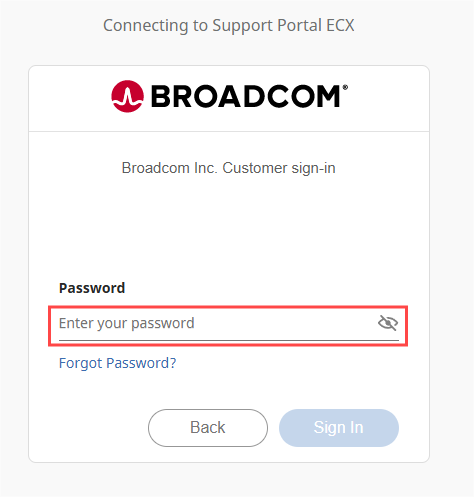 Connecting to Support Portal ECX
BROADCOM®
Broadcom Inc. Customer sign-in
Password
Enter your password
Forgot Password?
Back
Sign In